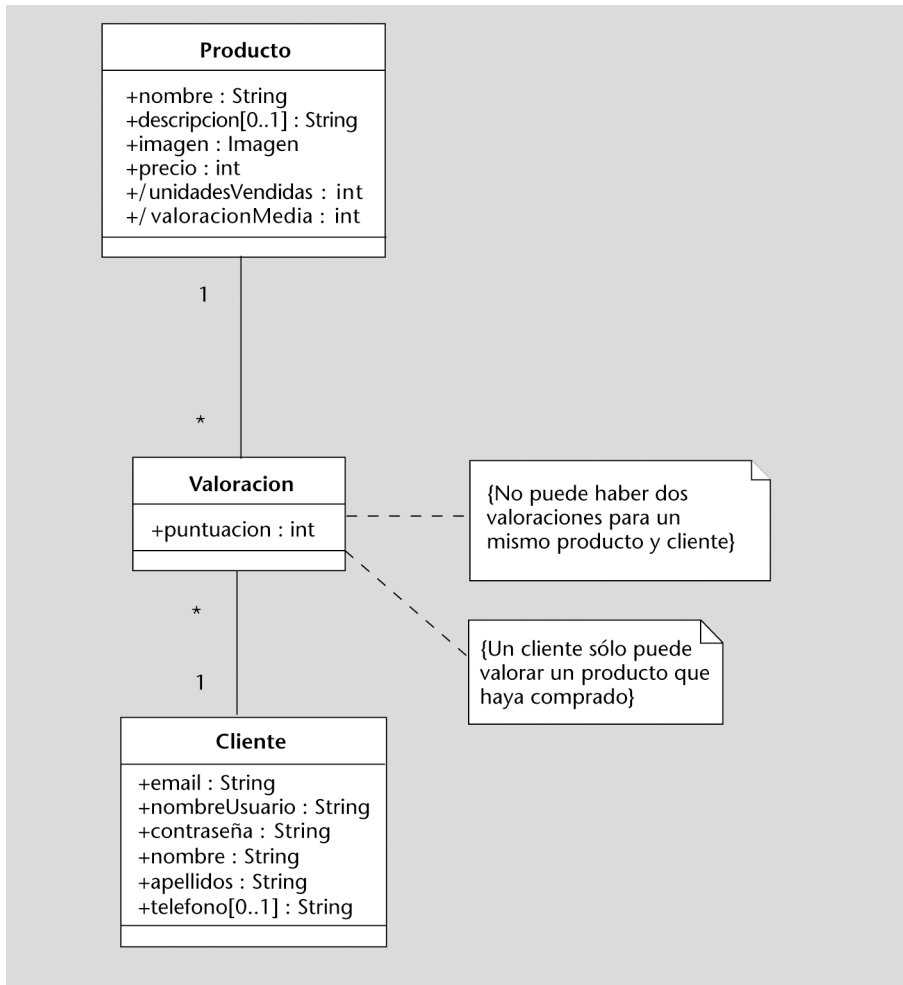 Producto
+nombre : String
+descripcion[0..1] : String
+imagen : Imagen
+precio : int
+/unidadesVendidas : int
+/valoracionMedia : int
1
*
Valoracion
+puntuacion : int
{No puede haber dos
valoraciones para un
mismo producto y cliente}
*
1
{Un cliente sólo puede
valorar un producto que
haya comprado}
Cliente
+email : String
+nombreUsuario : String
+contraseña : String
+nombre : String
+apellidos : String
+telefono[0..1] : String